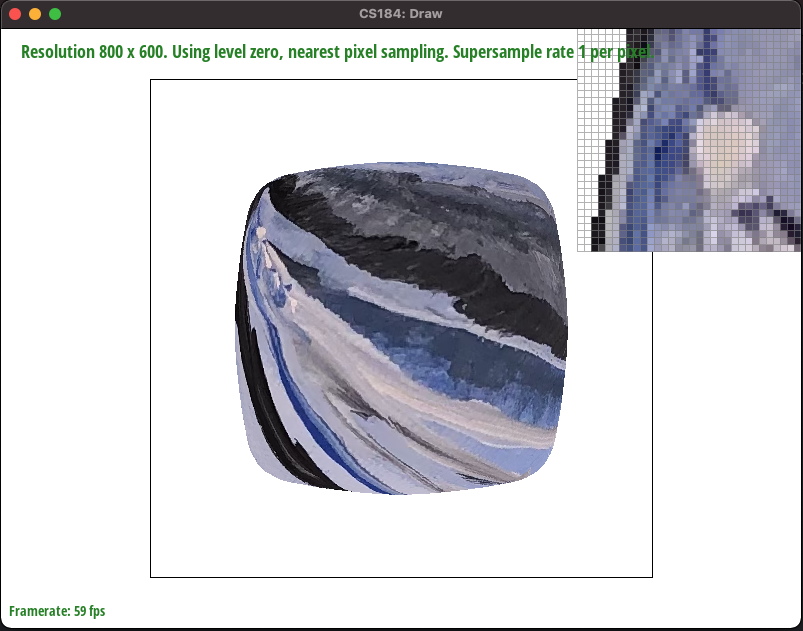 CS184: Draw
Resolution 800 x 600. Using level zero, nearest pixel sampling. Supersample rate 1 per pixel.
Framerate: 59 fps